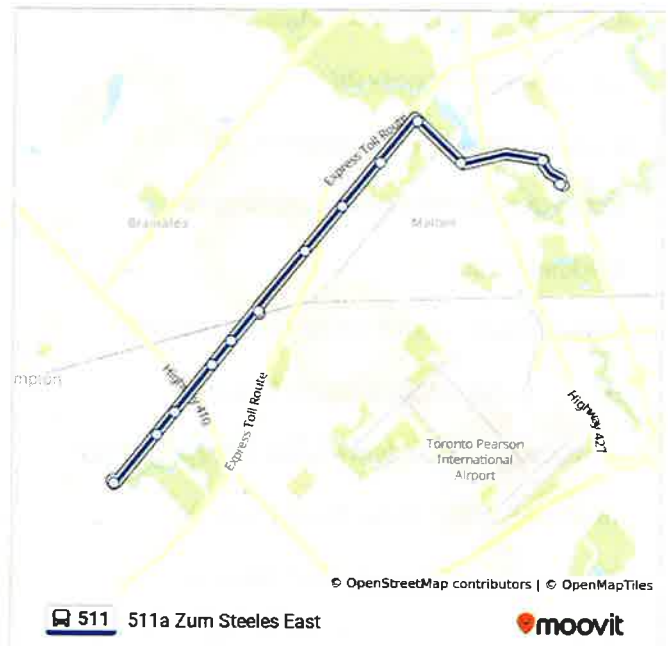 Express Toll Route
Bramalea
Malton
mpton
Highway 410
Express Toll Route
Highway 427
Toronto Pearson
International
Airport
© OpenStreetMap contributors | © OpenMapTiles
511 511a Zum Steeles East
moovit